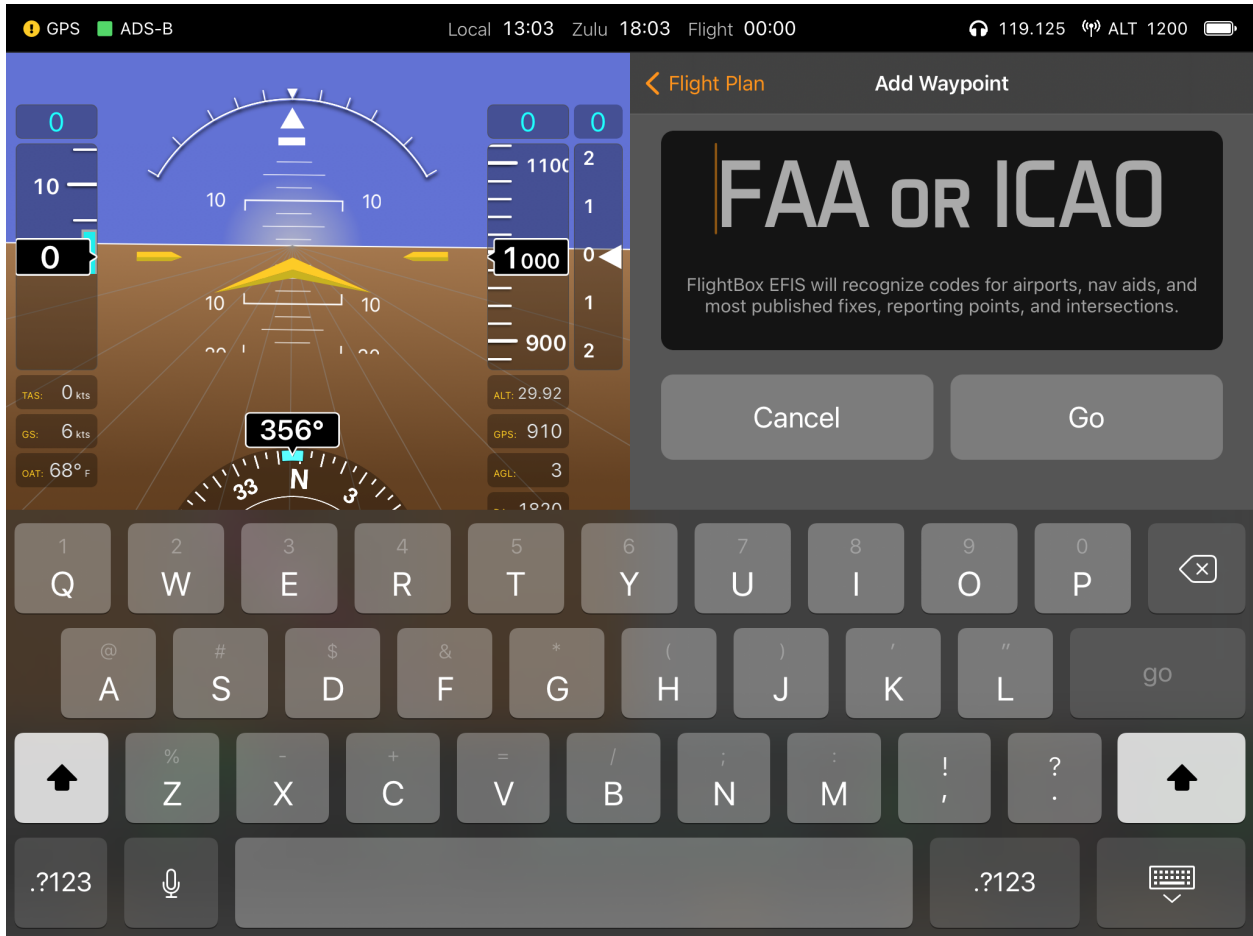 GPS ADS-B Local 13:03 Zulu 18:03 Flight 00:00 119.125 ALT 1200
Flight Plan Add Waypoint
0 0 0
10 1100 2
1
0 1000 0
1
900 2
10 10
10 10
20 20
TAS: 0 kts
GS: 6 kts
OAT: 68° F
ALT: 29.92
GPS: 910
AGL: 3
1820
356°
33 N 3
FAA OR ICAO
FlightBox EFIS will recognize codes for airports, nav aids, and
most published fixes, reporting points, and intersections.
Cancel Go
1 2 3 4 5 6 7 8 9 0
Q W E R T Y U I O P
@ # $ & * ( ) ' "
A S D F G H J K L go
% - + = / ; : ! ?
Z X C V B N M , .
.?123 .?123